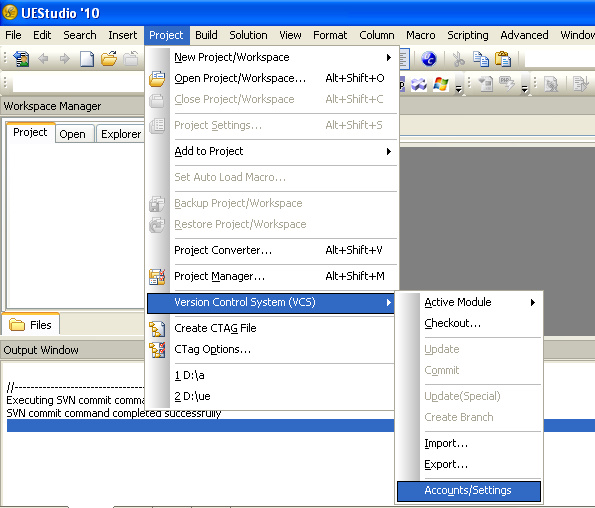 UEStudio '10
File Edit Search Insert Project Build Solution View Format Column Macro Scripting Advanced Window
Workspace Manager
Project Open Explorer
Files
New Project/Workspace
Open Project/Workspace... Alt+Shift+O
Close Project/Workspace Alt+Shift+C
Project Settings... Alt+Shift+S
Add to Project
Set Auto Load Macro...
Backup Project/Workspace
Restore Project/Workspace
Project Converter... Alt+Shift+V
Project Manager... Alt+Shift+M
Version Control System (VCS)
Create CTAG File
CTag Options...
1 D:\a
2 D:\ue
Active Module
Checkout...
Update
Commit
Update(Special)
Create Branch
Import...
Export...
Accounts/Settings
Output Window
//------------------------------------
Executing SVN commit comma
SVN commit command completed successfully